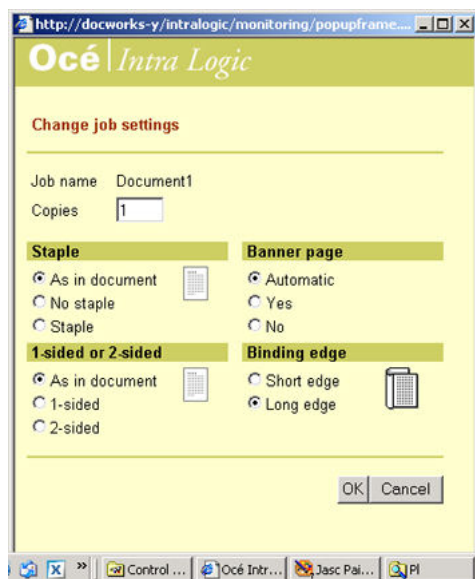 http://docworks-y/intralogic/monitoring/popupframe....
Océ Intra Logic
Change job settings
Job name Document1
Copies 1
Staple
As in document
No staple
Staple
Banner page
Automatic
Yes
No
1-sided or 2-sided
As in document
1-sided
2-sided
Binding edge
Short edge
Long edge
OK Cancel
» Control ... Océ Intr... Jasc Pai... Pl